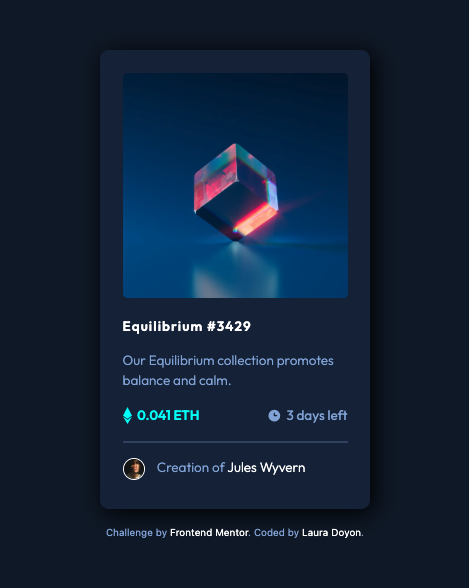 Equilibrium #3429
Our Equilibrium collection promotes
balance and calm.
0.041 ETH 3 days left
Creation of Jules Wyvern
Challenge by Frontend Mentor. Coded by Laura Doyon.